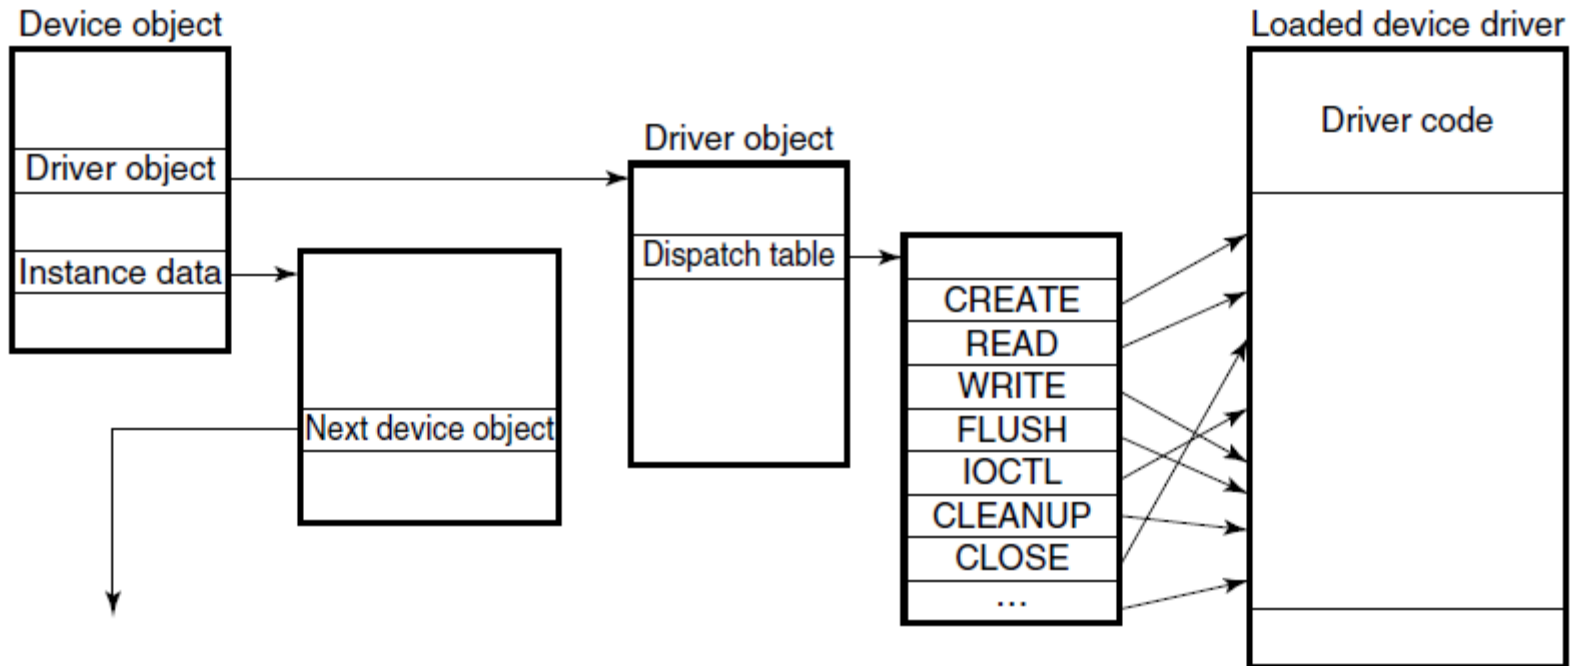 Device object
Loaded device driver
Driver code
Driver object
Driver object
Dispatch table
Instance data
CREATE
READ
WRITE
Next device object
FLUSH
IOCTL
CLEANUP
CLOSE
...